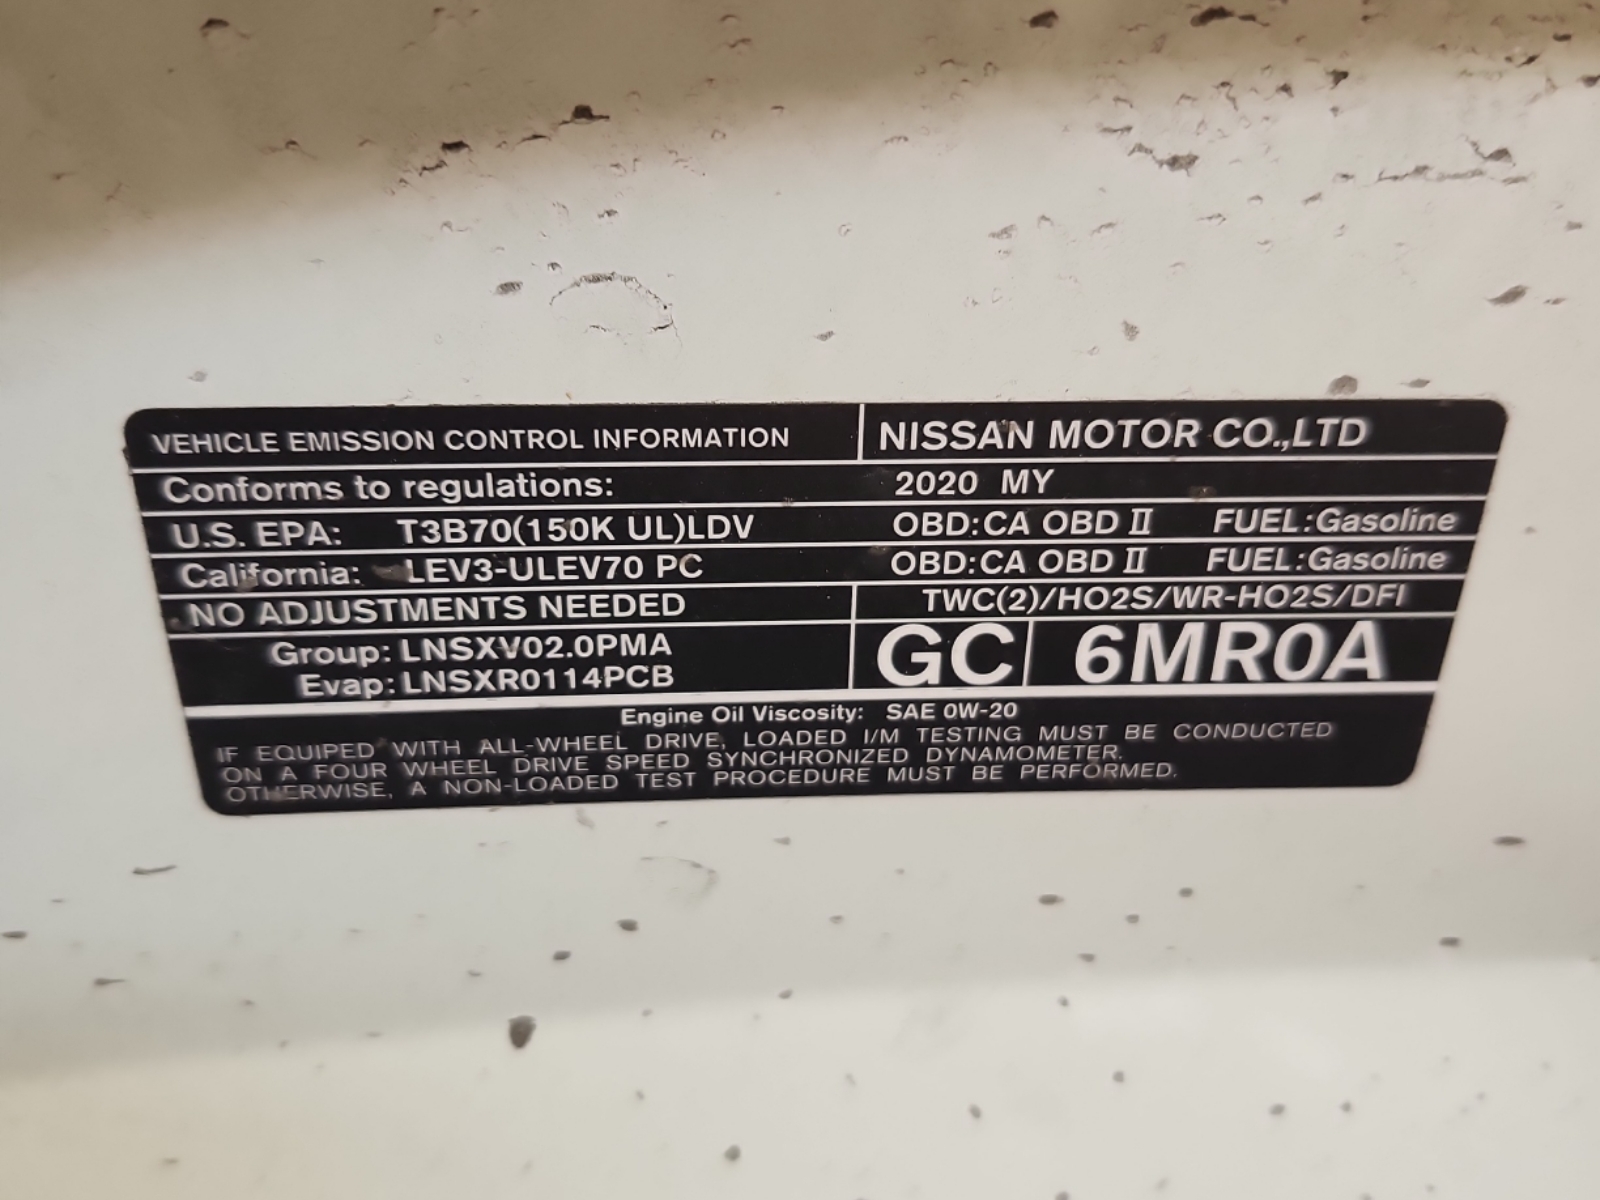 VEHICLE EMISSION CONTROL INFORMATION NISSAN MOTOR CO.,LTD
Conforms to regulations: 2020 MY
U.S. EPA: T3B70(150K UL)LDV OBD:CA OBD II FUEL:Gasoline
California: LEV3-ULEV70 PC OBD:CA OBD II FUEL:Gasoline
NO ADJUSTMENTS NEEDED TWC(2)/HO2S/WR-HO2S/DFI
Group: LNSXV02.0PMA GC 6MR0A
Evap: LNSXR0114PCB
Engine Oil Viscosity: SAE 0W-20
IF EQUIPED WITH ALL-WHEEL DRIVE, LOADED I/M TESTING MUST BE CONDUCTED
ON A FOUR WHEEL DRIVE SPEED SYNCHRONIZED DYNAMOMETER.
OTHERWISE, A NON-LOADED TEST PROCEDURE MUST BE PERFORMED.